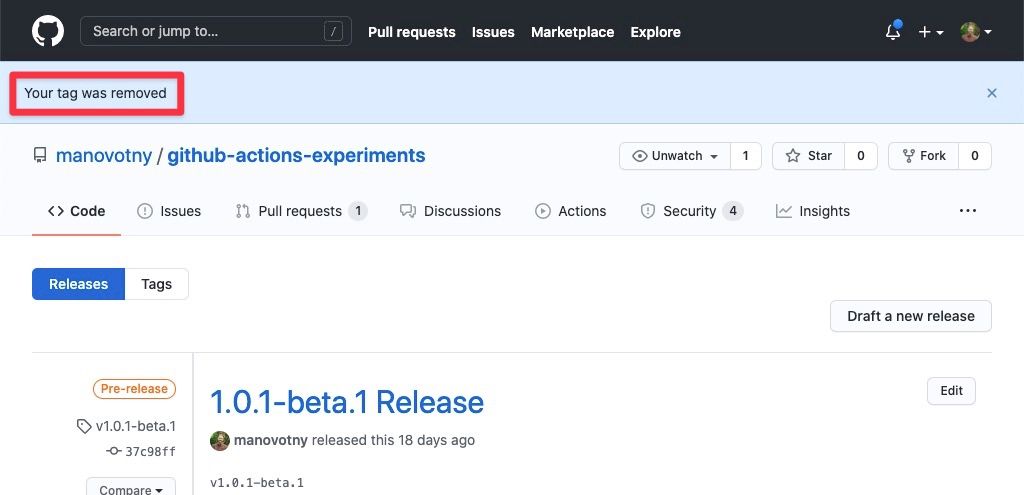 Search or jump to... / Pull requests Issues Marketplace Explore
Your tag was removed
manovotny / github-actions-experiments Unwatch 1 Star 0 Fork 0
Code Issues Pull requests 1 Discussions Actions Security 4 Insights
Releases Tags
Draft a new release
Pre-release
v1.0.1-beta.1
37c98ff
Compare
1.0.1-beta.1 Release Edit
manovotny released this 18 days ago
v1.0.1-beta.1